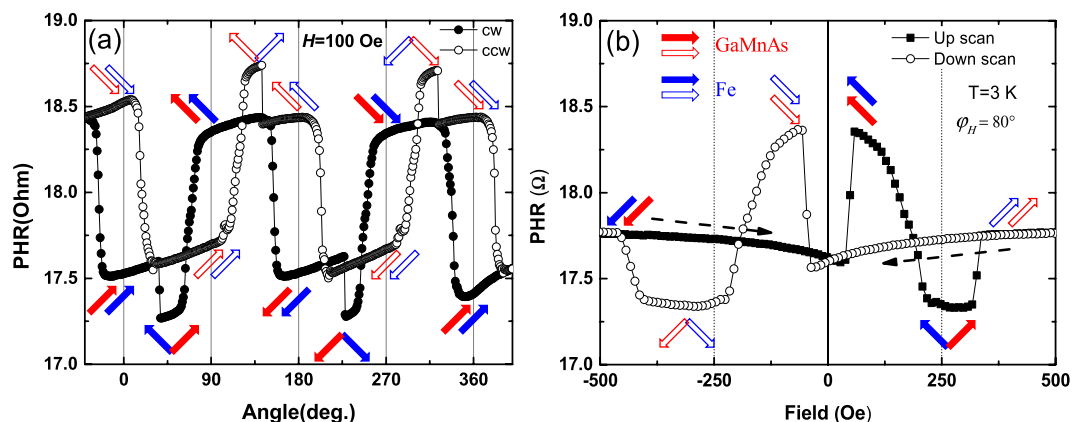 (a)
H=100 Oe
cw
ccw
PHR(Ohm)
19.0
18.5
18.0
17.5
17.0
0
90
180
270
360
Angle(deg.)
(b)
GaMnAs
Fe
Up scan
Down scan
T=3 K
φH = 80°
PHR (Ω)
19.0
18.5
18.0
17.5
17.0
-500
-250
0
250
500
Field (Oe)